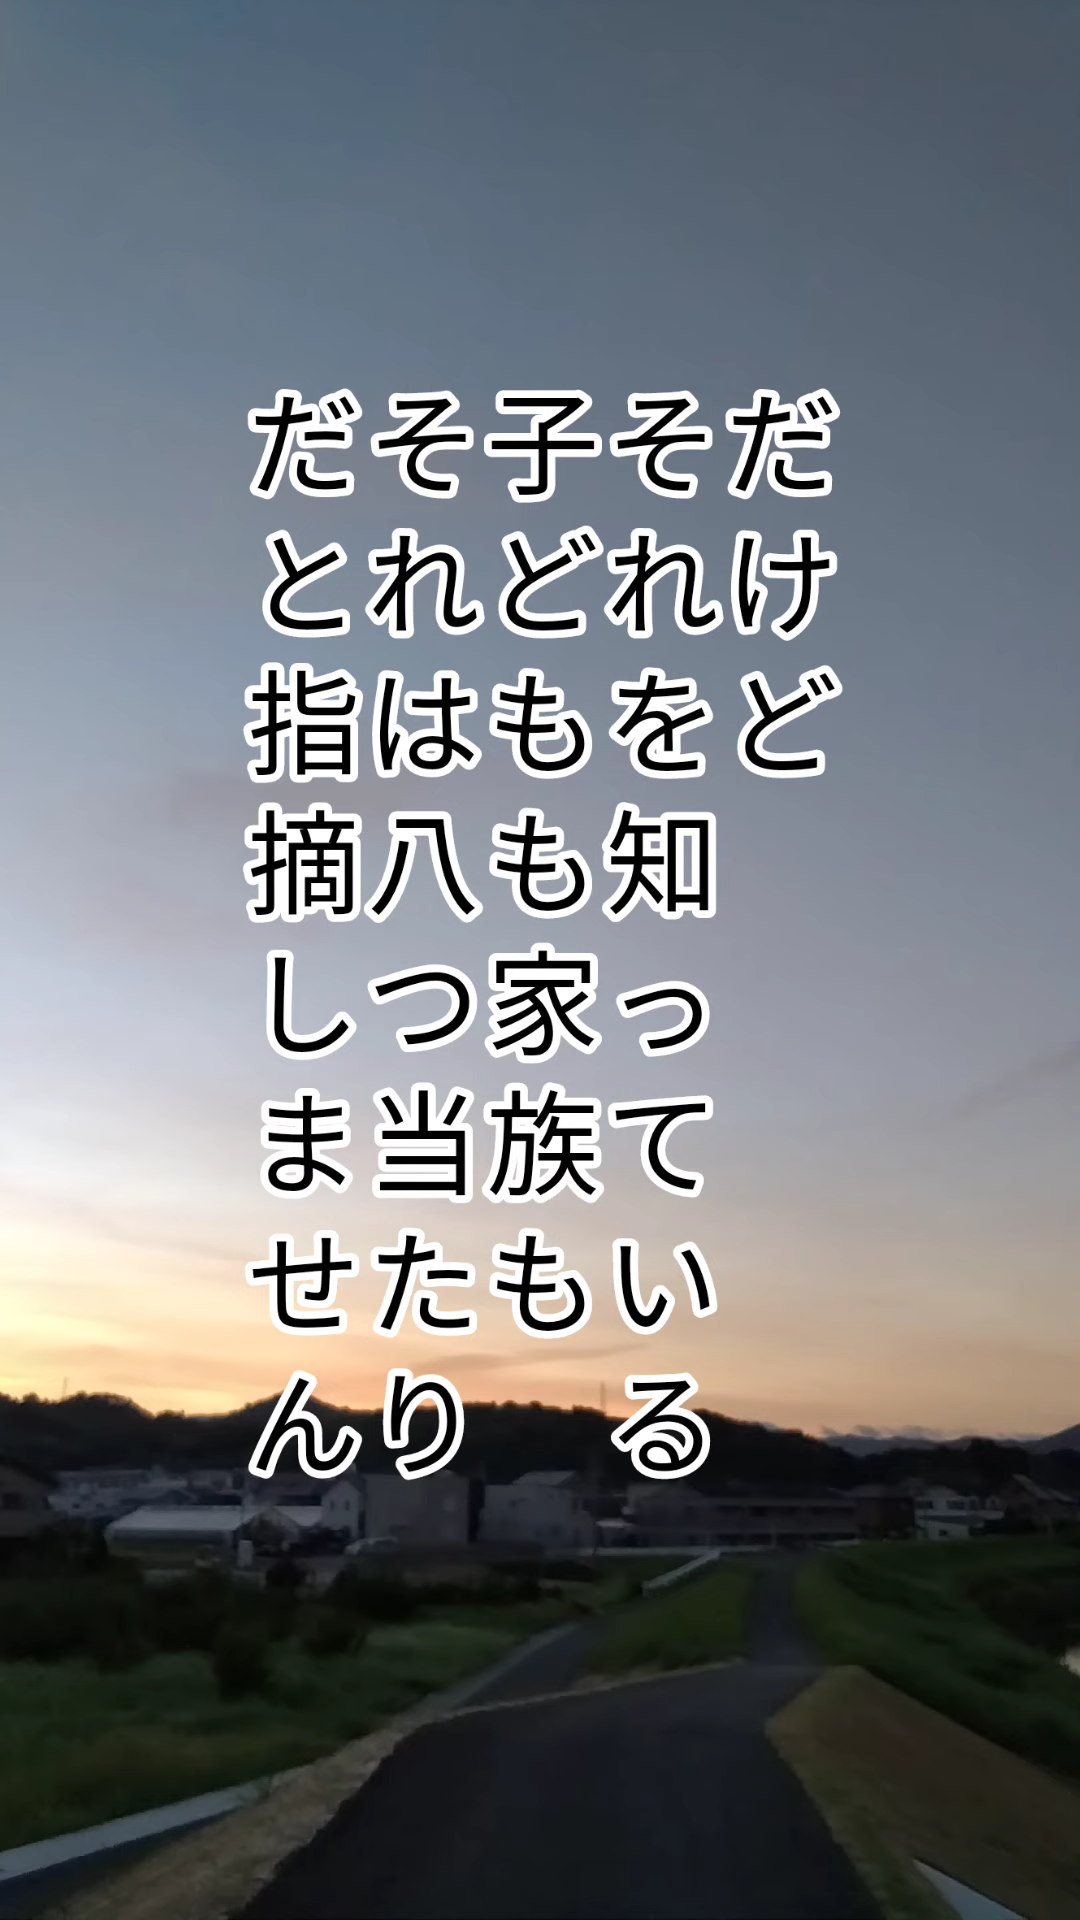 だけど
それを知っている
子どもも家族も
それは八つ当たり
だと指摘しません